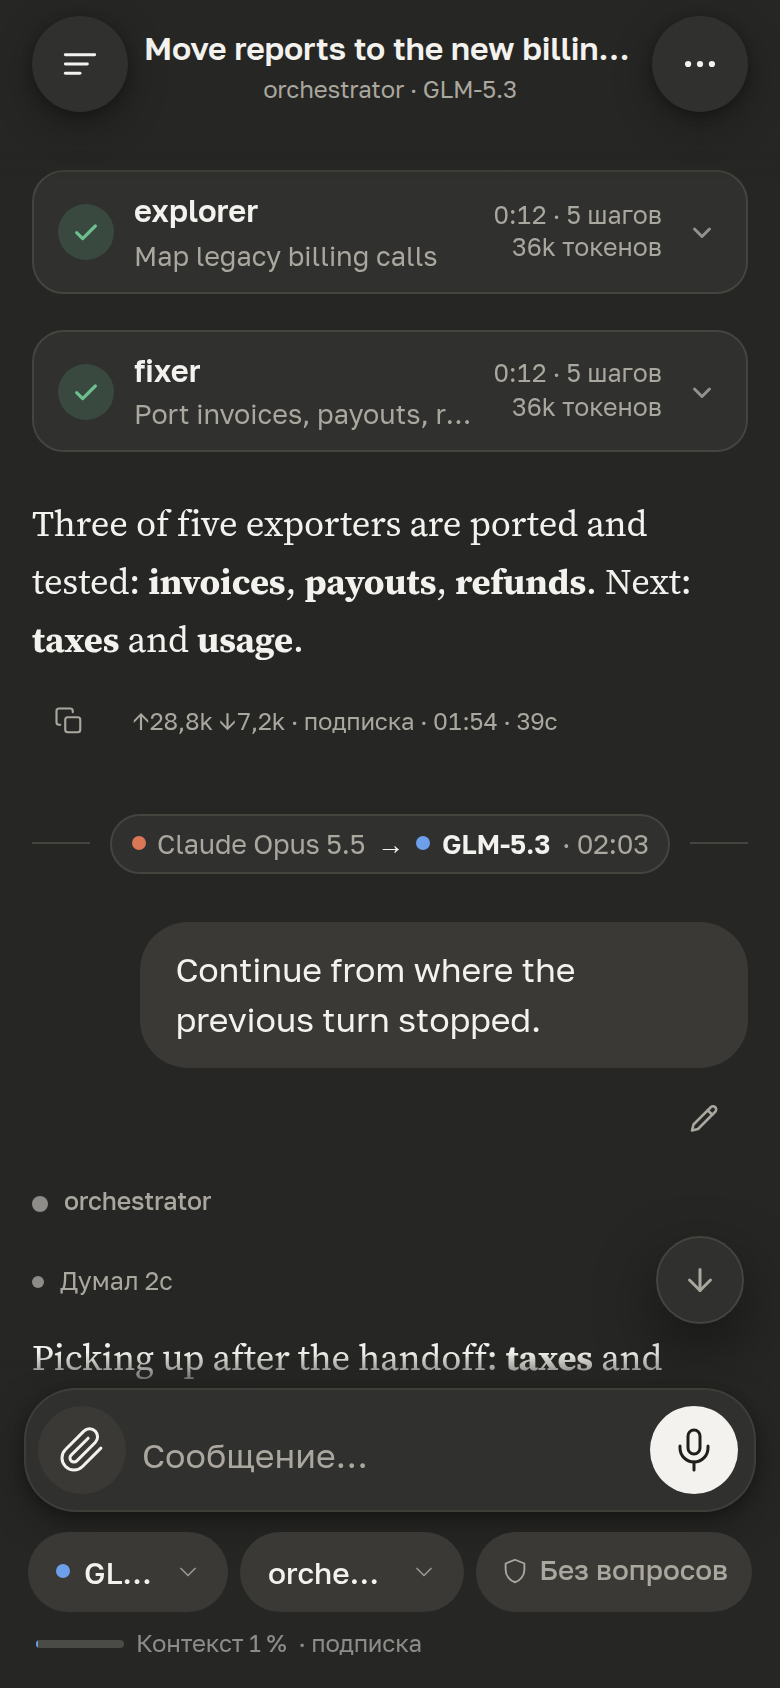 Move reports to the new billin...
orchestrator · GLM-5.3
explorer
0:12 · 5 шагов
Map legacy billing calls
36k токенов
fixer
0:12 · 5 шагов
Port invoices, payouts, r...
36k токенов
Three of five exporters are ported and
tested: invoices, payouts, refunds. Next:
taxes and usage.
↑28,8k ↓7,2k · подписка · 01:54 · 39с
Claude Opus 5.5 → GLM-5.3 · 02:03
Continue from where the
previous turn stopped.
orchestrator
Думал 2с
Picking up after the handoff: taxes and
Сообщение...
GL...
orche...
Без вопросов
Контекст 1 % · подписка